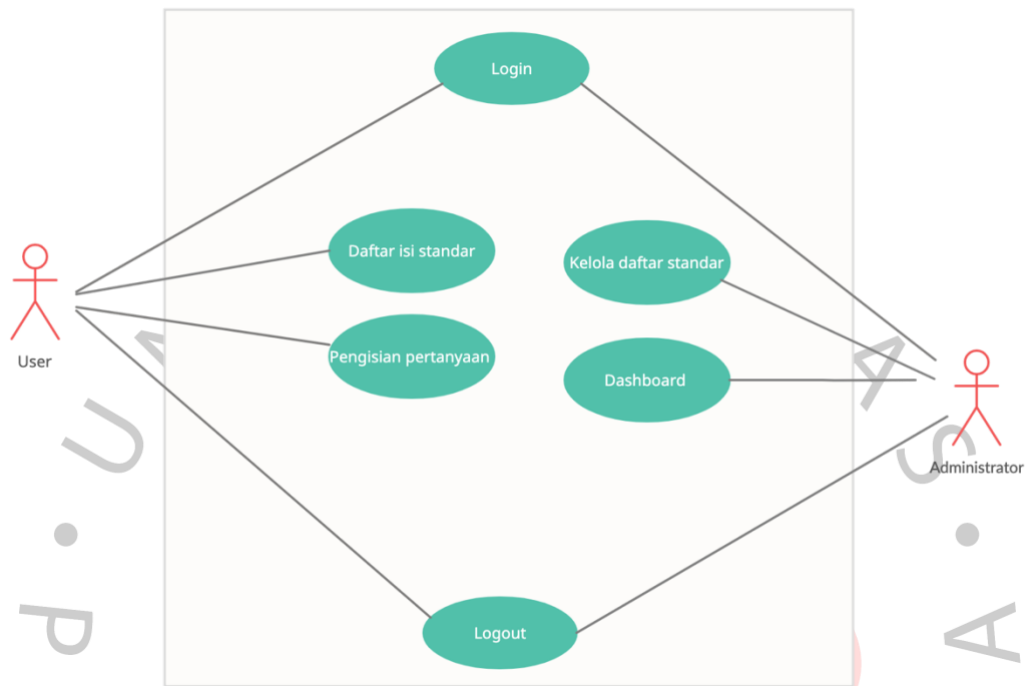 Login
Daftar isi standar
Kelola daftar standar
Pengisian pertanyaan
Dashboard
User
Administrator
Logout
P • U A
A S • A